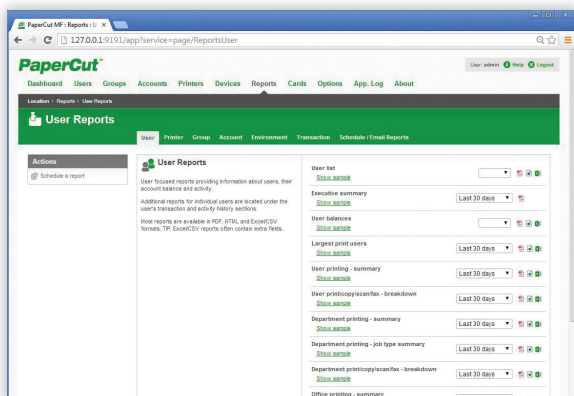 PaperCut MF : Reports : U
127.0.0.1:9191/app?service=page/ReportsUser
PaperCut
User: admin Help Logout
Dashboard Users Groups Accounts Printers Devices Reports Cards Options App. Log About
Location › Reports › User Reports
User Reports
User Printer Group Account Environment Transaction Schedule / Email Reports
Actions
Schedule a report
User Reports
User focused reports providing information about users, their
account balance and activity.
Additional reports for individual users are located under the
user's transaction and activity history sections.
Most reports are available in PDF, HTML and Excel/CSV
formats. TIP: Excel/CSV reports often contain extra fields.
User list
Show sample
Executive summary
Show sample
Last 30 days
User balances
Show sample
Largest print users
Show sample
Last 30 days
User printing - summary
Show sample
Last 30 days
User print/copy/scan/fax - breakdown
Show sample
Last 30 days
Department printing - summary
Show sample
Last 30 days
Department printing - job type summary
Show sample
Last 30 days
Department print/copy/scan/fax - breakdown
Show sample
Last 30 days
Office printing - summary